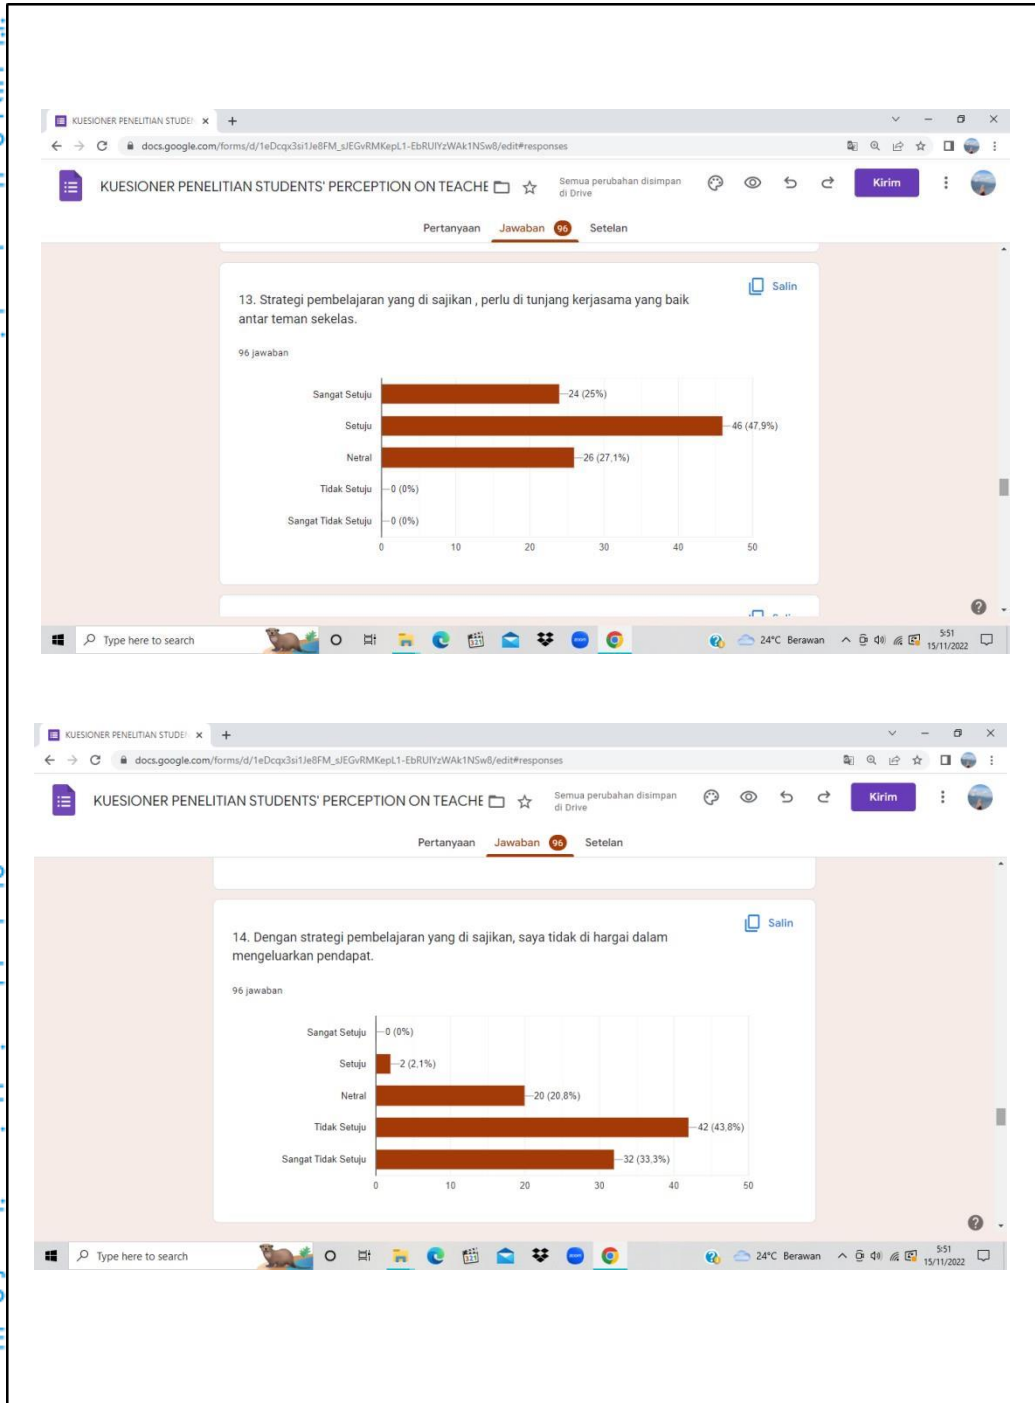 KUESIONER PENELITIAN STUDE
docs.google.com/forms/d/1eDcqx3si1Je8FM_sJEGvRMKepL1-EbRUIYzWAk1NSw8/edit#responses
KUESIONER PENELITIAN STUDENTS' PERCEPTION ON TEACHE
Semua perubahan disimpan
di Drive
Kirim
Pertanyaan Jawaban 96 Setelan
Salin
13. Strategi pembelajaran yang di sajikan , perlu di tunjang kerjasama yang baik
antar teman sekelas.
96 jawaban
Sangat Setuju 24 (25%)
Setuju 46 (47,9%)
Netral 26 (27,1%)
Tidak Setuju 0 (0%)
Sangat Tidak Setuju 0 (0%)
0 10 20 30 40 50
Type here to search
24°C Berawan
5:51
15/11/2022
KUESIONER PENELITIAN STUDE
docs.google.com/forms/d/1eDcqx3si1Je8FM_sJEGvRMKepL1-EbRUIYzWAk1NSw8/edit#responses
KUESIONER PENELITIAN STUDENTS' PERCEPTION ON TEACHE
Semua perubahan disimpan
di Drive
Kirim
Pertanyaan Jawaban 96 Setelan
Salin
14. Dengan strategi pembelajaran yang di sajikan, saya tidak di hargai dalam
mengeluarkan pendapat.
96 jawaban
Sangat Setuju 0 (0%)
Setuju 2 (2,1%)
Netral 20 (20,8%)
Tidak Setuju 42 (43,8%)
Sangat Tidak Setuju 32 (33,3%)
0 10 20 30 40 50
Type here to search
24°C Berawan
5:51
15/11/2022